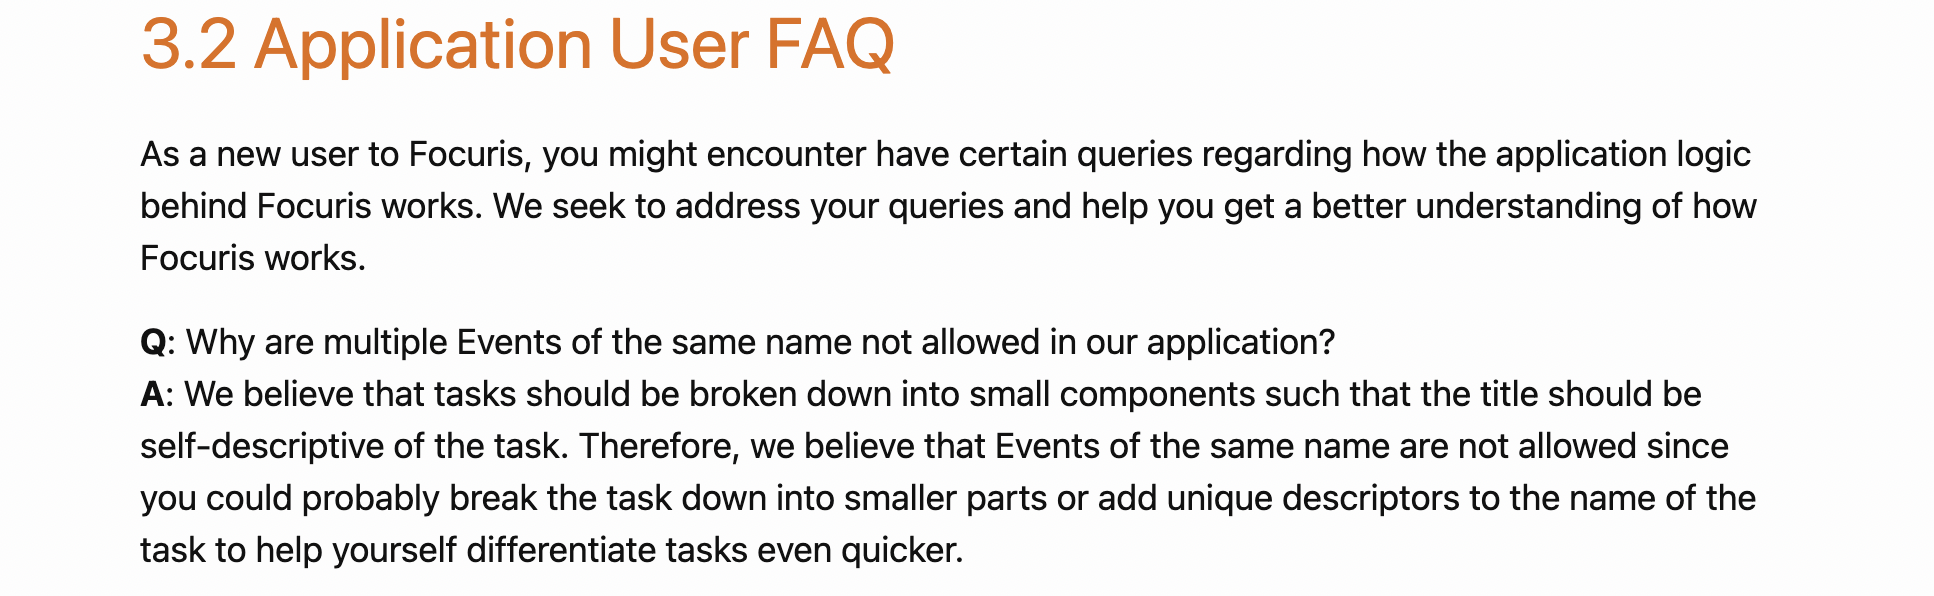 3.2 Application User FAQ
As a new user to Focuris, you might encounter have certain queries regarding how the application logic
behind Focuris works. We seek to address your queries and help you get a better understanding of how
Focuris works.
Q: Why are multiple Events of the same name not allowed in our application?
A: We believe that tasks should be broken down into small components such that the title should be
self-descriptive of the task. Therefore, we believe that Events of the same name are not allowed since
you could probably break the task down into smaller parts or add unique descriptors to the name of the
task to help yourself differentiate tasks even quicker.